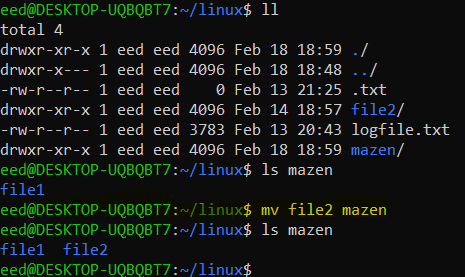 eed@DESKTOP-UQBQBT7:~/linux$ ll
total 4
drwxr-xr-x 1 eed eed 4096 Feb 18 18:59 ./
drwxr-x--- 1 eed eed 4096 Feb 18 18:48 ../
-rw-r--r-- 1 eed eed    0 Feb 13 21:25 .txt
drwxr-xr-x 1 eed eed 4096 Feb 14 18:57 file2/
-rw-r--r-- 1 eed eed 3783 Feb 13 20:43 logfile.txt
drwxr-xr-x 1 eed eed 4096 Feb 18 18:59 mazen/
eed@DESKTOP-UQBQBT7:~/linux$ ls mazen
file1
eed@DESKTOP-UQBQBT7:~/linux$ mv file2 mazen
eed@DESKTOP-UQBQBT7:~/linux$ ls mazen
file1  file2
eed@DESKTOP-UQBQBT7:~/linux$